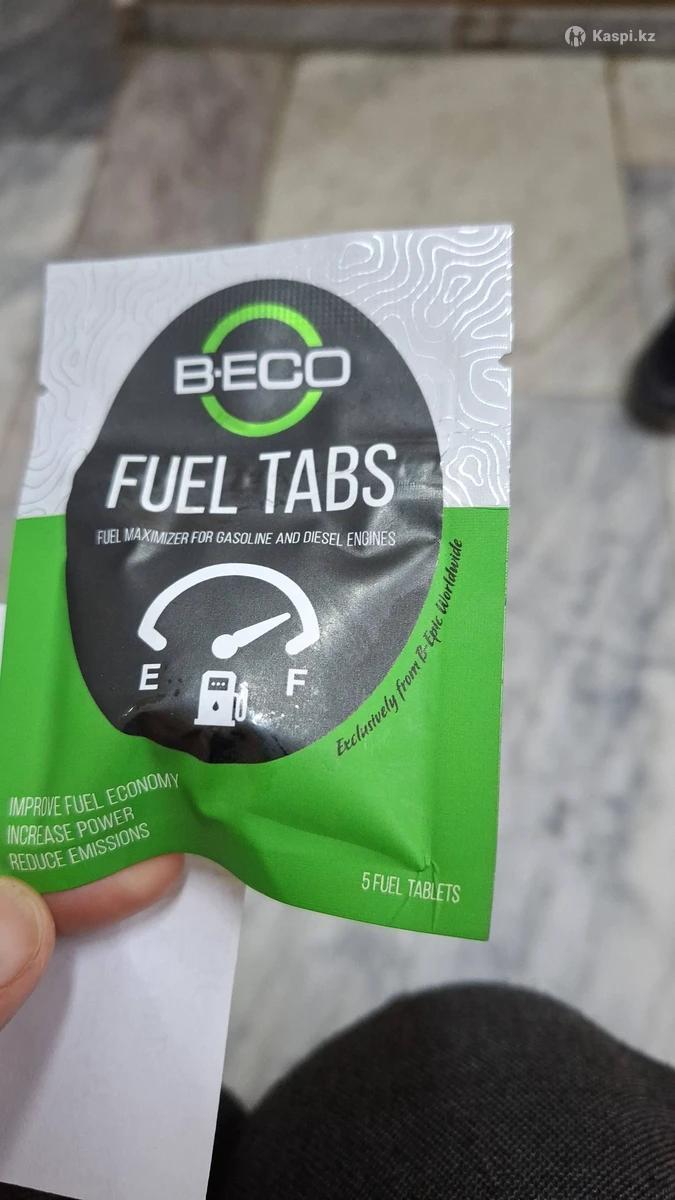 Kaspi.kz
B·ECO
FUEL TABS
FUEL MAXIMIZER FOR GASOLINE AND DIESEL ENGINES
E
F
Exclusively from B-Epic Worldwide
IMPROVE FUEL ECONOMY
INCREASE POWER
REDUCE EMISSIONS
5 FUEL TABLETS